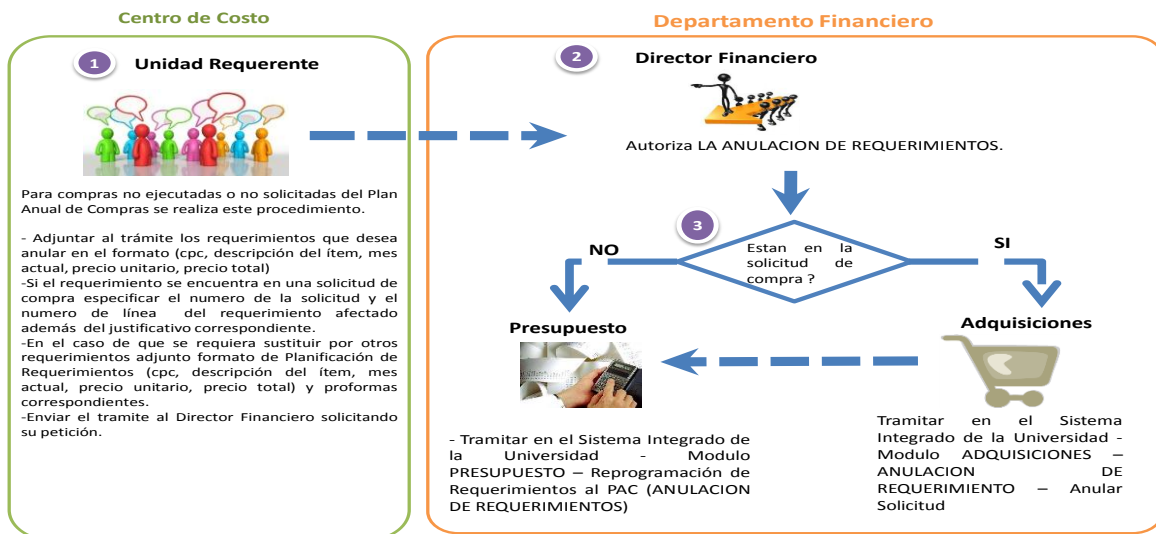 Centro de Costo
Departamento Financiero
1
Unidad Requerente
Para compras no ejecutadas o no solicitadas del Plan
Anual de Compras se realiza este procedimiento.
- Adjuntar al trámite los requerimientos que desea
anular en el formato (cpc, descripción del ítem, mes
actual, precio unitario, precio total)
-Si el requerimiento se encuentra en una solicitud de
compra especificar el numero de la solicitud y el
numero de línea del requerimiento afectado
además del justificativo correspondiente.
-En el caso de que se requiera sustituir por otros
requerimientos adjunto formato de Planificación de
Requerimientos (cpc, descripción del ítem, mes
actual, precio unitario, precio total) y proformas
correspondientes.
-Enviar el tramite al Director Financiero solicitando
su petición.
2
Director Financiero
Autoriza LA ANULACION DE REQUERIMIENTOS.
3
Estan en la
solicitud de
compra ?
NO
SI
Presupuesto
- Tramitar en el Sistema Integrado de
la Universidad - Modulo
PRESUPUESTO – Reprogramación de
Requerimientos al PAC (ANULACION
DE REQUERIMIENTOS)
Adquisiciones
Tramitar en el Sistema
Integrado de la Universidad -
Modulo ADQUISICIONES –
ANULACION DE
REQUERIMIENTO – Anular
Solicitud